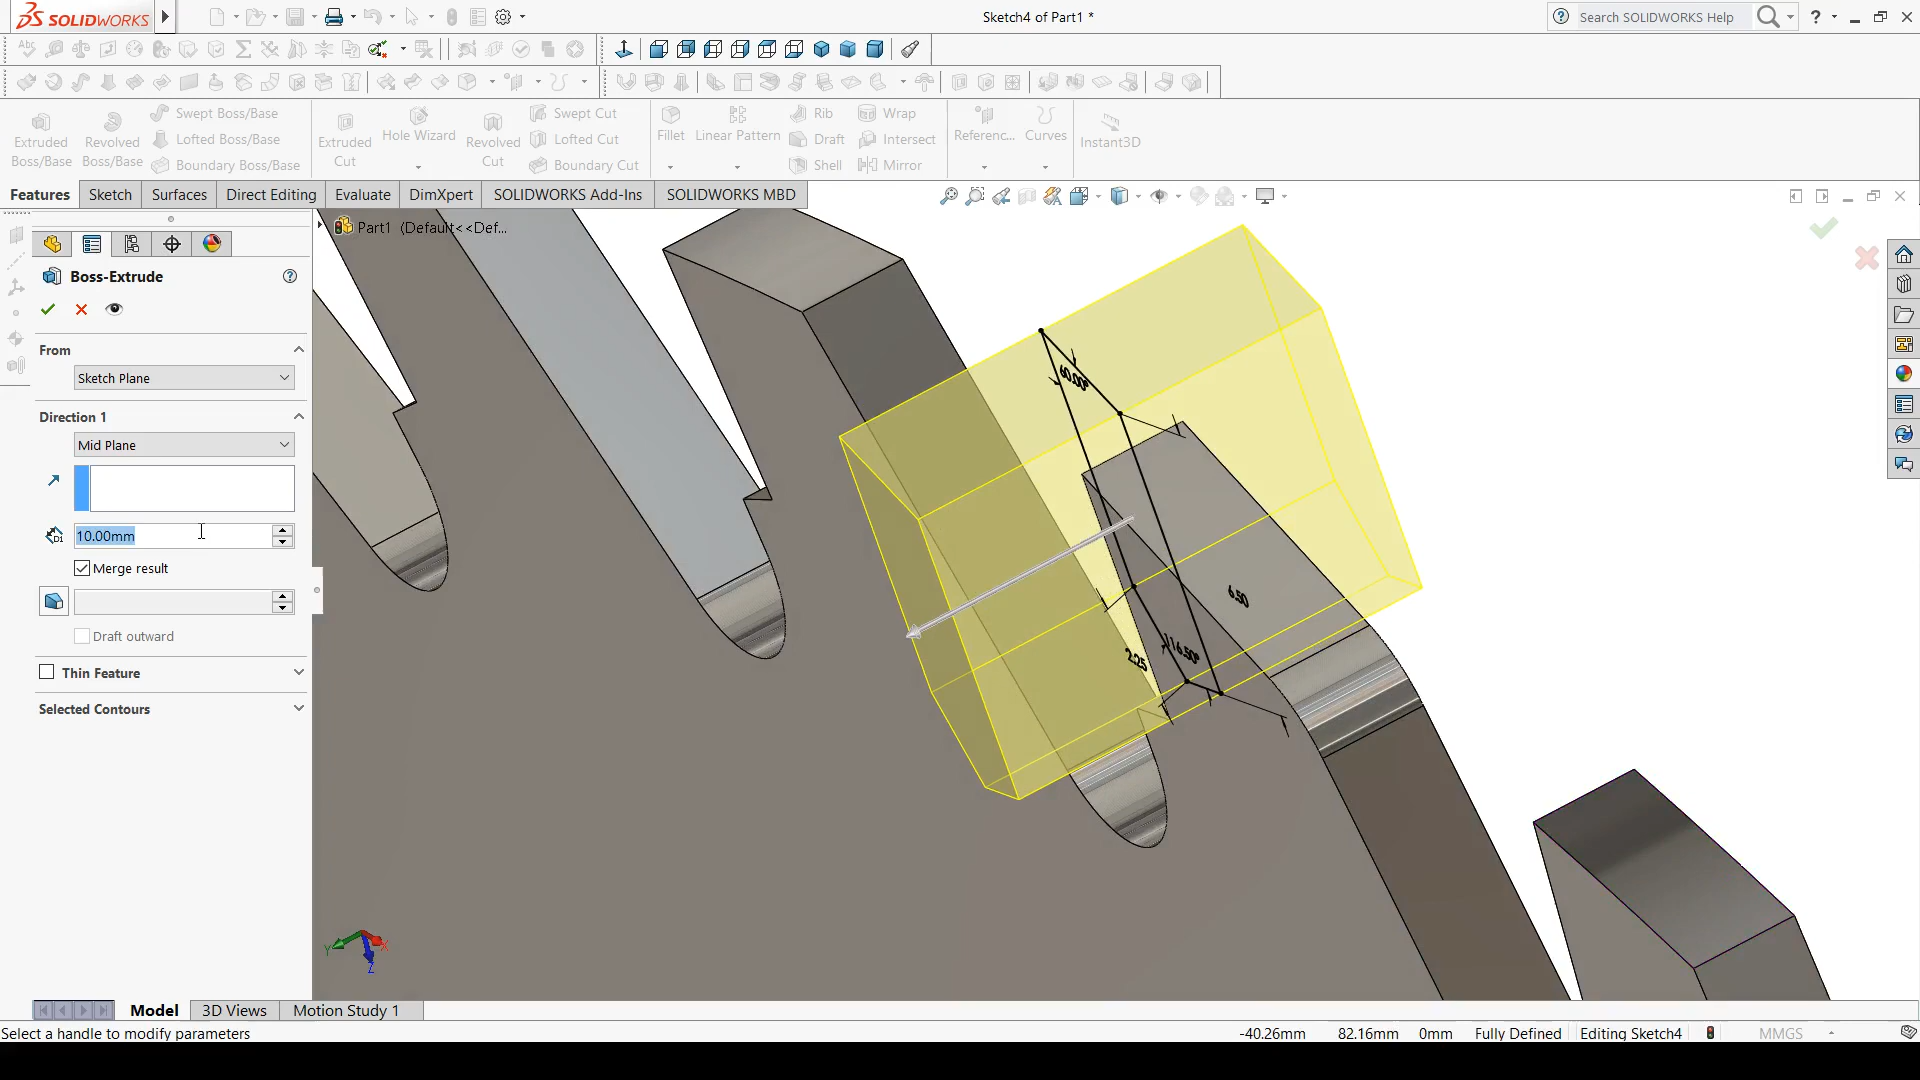 SOLIDWORKS
Sketch4 of Part1 *
Search SOLIDWORKS Help
Extruded Boss/Base
Revolved Boss/Base
Swept Boss/Base
Lofted Boss/Base
Boundary Boss/Base
Extruded Cut
Hole Wizard
Revolved Cut
Swept Cut
Lofted Cut
Boundary Cut
Fillet
Linear Pattern
Rib
Draft
Shell
Wrap
Intersect
Mirror
Referenc...
Curves
Instant3D
Features
Sketch
Surfaces
Direct Editing
Evaluate
DimXpert
SOLIDWORKS Add-Ins
SOLIDWORKS MBD
Part1 (Default<<Def...
Boss-Extrude
From
Sketch Plane
Direction 1
Mid Plane
10.00mm
Merge result
Draft outward
Thin Feature
Selected Contours
60.00°
6.50
116.50°
2.25
Y
X
Z
Model
3D Views
Motion Study 1
Select a handle to modify parameters
-40.26mm
82.16mm
0mm
Fully Defined
Editing Sketch4
MMGS